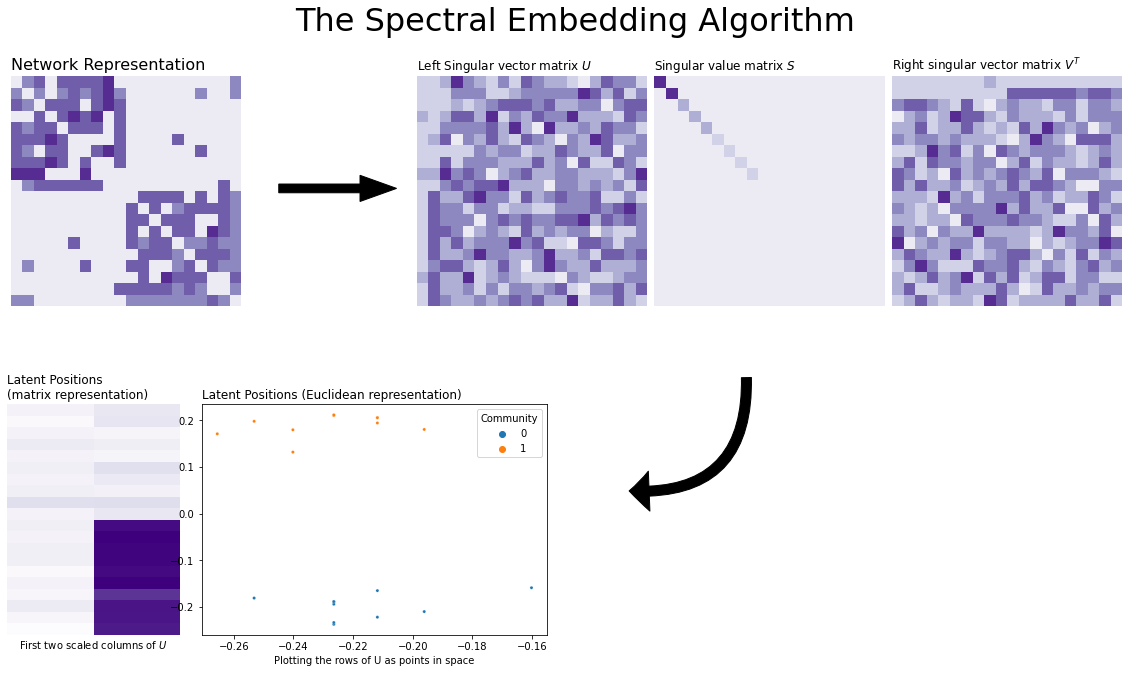 The Spectral Embedding Algorithm
Network Representation
Left Singular vector matrix U
Singular value matrix S
Right singular vector matrix V^T
Latent Positions
(matrix representation)
First two scaled columns of U
Latent Positions (Euclidean representation)
Community
0
1
0.2
0.1
0.0
−0.1
−0.2
−0.26
−0.24
−0.22
−0.20
−0.18
−0.16
Plotting the rows of U as points in space